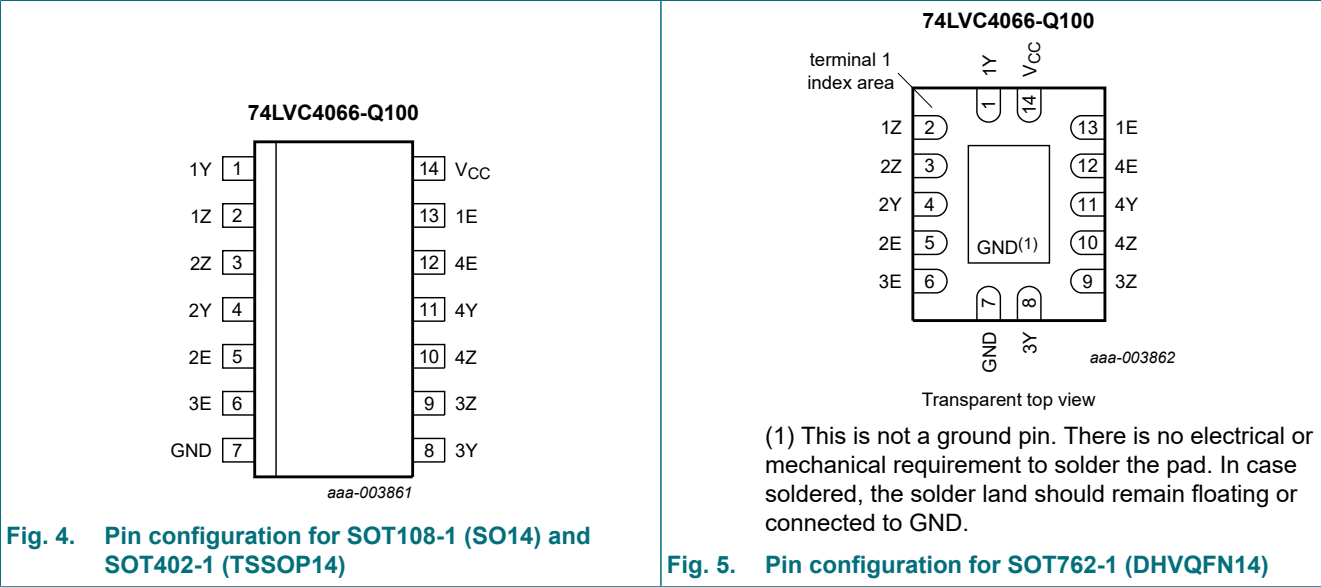 74LVC4066-Q100
1Y 1 14 VCC
1Z 2 13 1E
2Z 3 12 4E
2Y 4 11 4Y
2E 5 10 4Z
3E 6 9 3Z
GND 7 8 3Y
aaa-003861
Fig. 4. Pin configuration for SOT108-1 (SO14) and
SOT402-1 (TSSOP14)
74LVC4066-Q100
terminal 1
index area
1Y VCC
1 14
1Z 2 13 1E
2Z 3 12 4E
2Y 4 11 4Y
2E 5 GND(1) 10 4Z
3E 6 9 3Z
7 8
GND 3Y
aaa-003862
Transparent top view
(1) This is not a ground pin. There is no electrical or
mechanical requirement to solder the pad. In case
soldered, the solder land should remain floating or
connected to GND.
Fig. 5. Pin configuration for SOT762-1 (DHVQFN14)